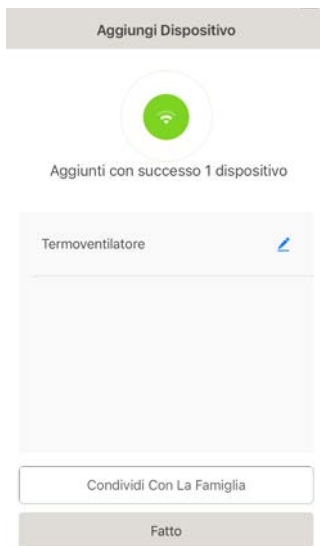 Aggiungi Dispositivo
Aggiunti con successo 1 dispositivo
Termoventilatore
Condividi Con La Famiglia
Fatto